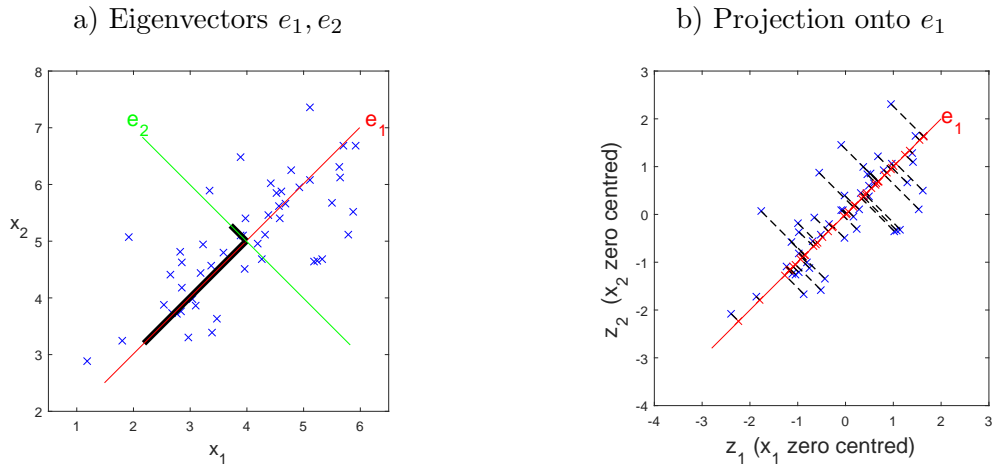 a) Eigenvectors e₁, e₂
8
7
6
5
4
3
2
1 2 3 4 5 6
x₂
x₁
e₂
e₁
b) Projection onto e₁
3
2
1
0
-1
-2
-3
-4
-4 -3 -2 -1 0 1 2 3
z₂ (x₂ zero centred)
z₁ (x₁ zero centred)
e₁